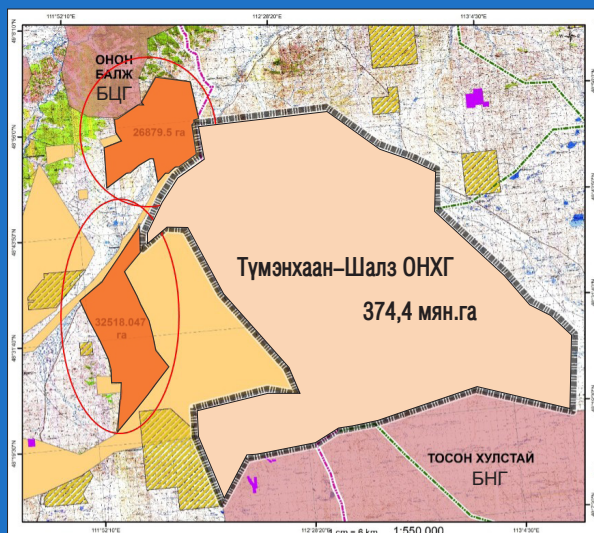 111°52'10"E 112°28'20"E 113°4'30"E
ОНОН
БАЛЖ
БЦГ
26879.5 га
Түмэнхаан–Шалз ОНХГ
374,4 мян.га
32518.047
га
ТОСОН ХУЛСТАЙ
БНГ
111°52'10"E 112°28'20"E 113°4'30"E
1 cm = 6 km 1:550 000